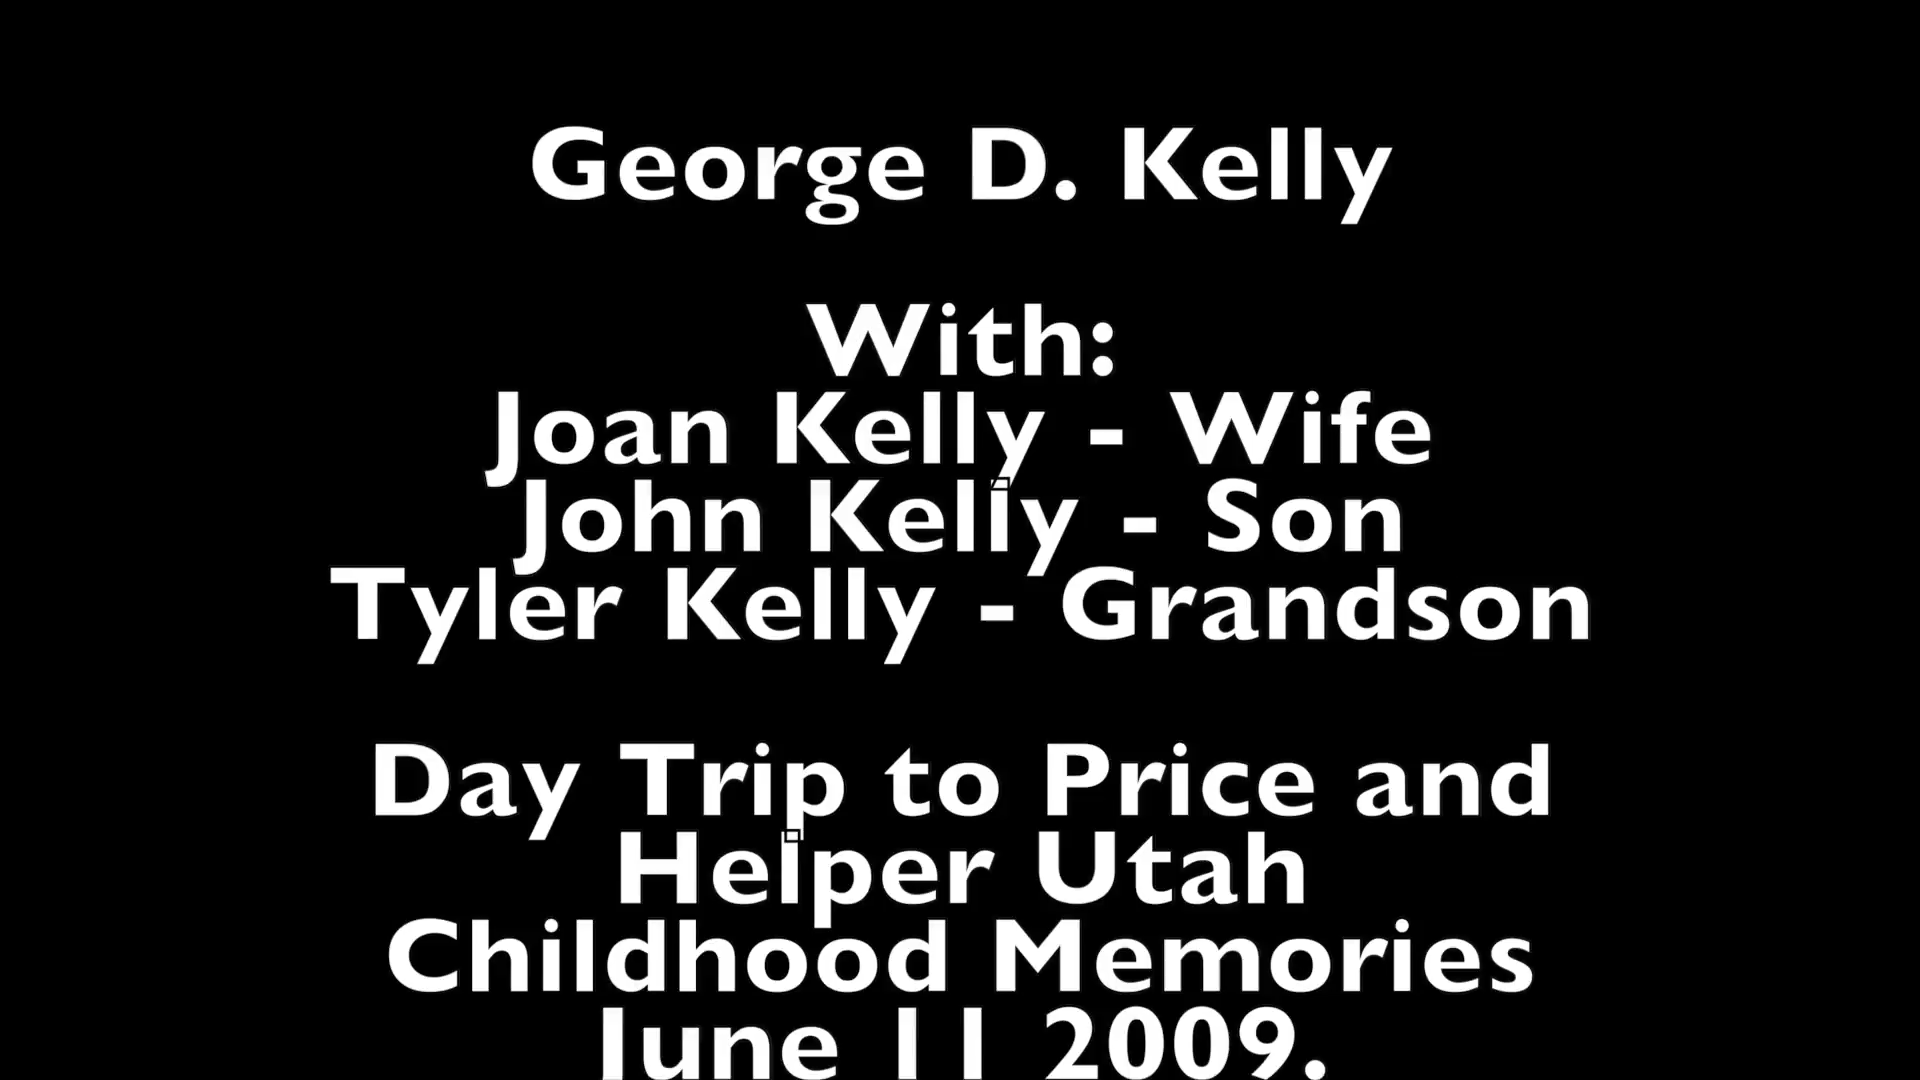 George D. Kelly
With:
Joan Kelly - Wife
John Kelly - Son
Tyler Kelly - Grandson
Day Trip to Price and
Helper Utah
Childhood Memories
June 11 2009.